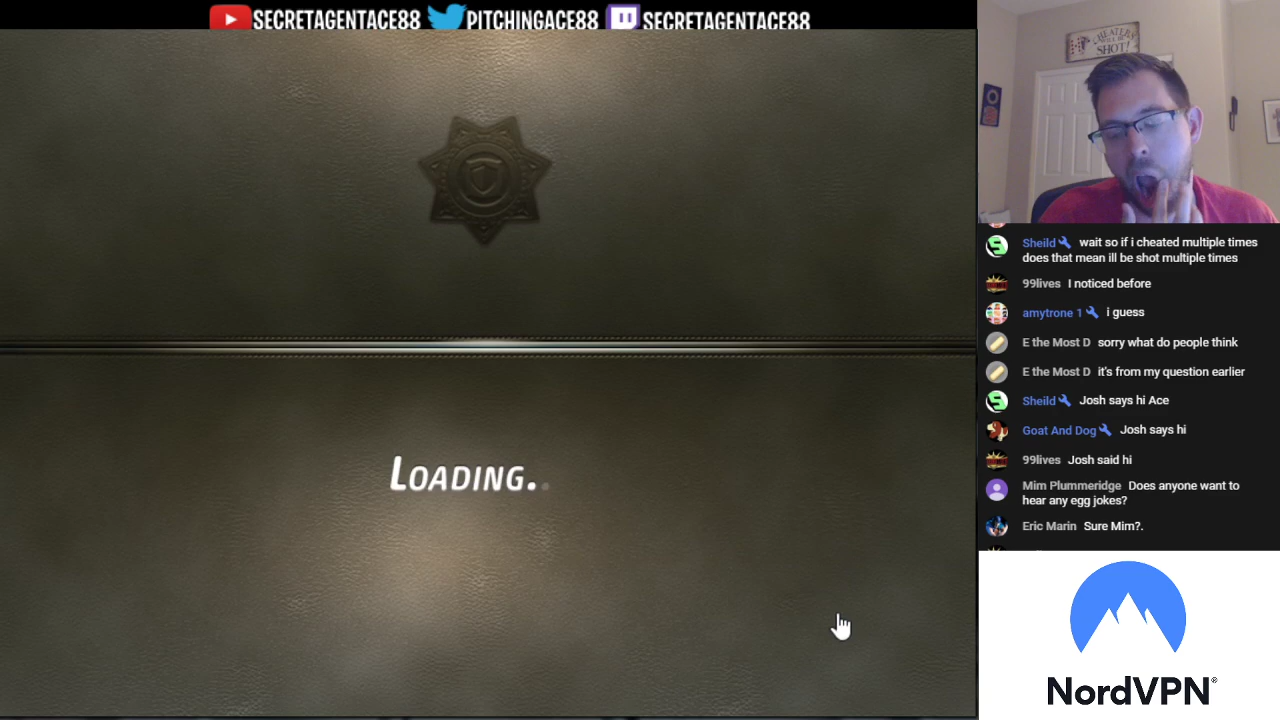 SECRETAGENTACE88 PITCHINGACE88 SECRETAGENTACE88
SHOT!
Sheild wait so if i cheated multiple times
does that mean ill be shot multiple times
99lives I noticed before
amytrone 1 i guess
E the Most D sorry what do people think
E the Most D it's from my question earlier
Sheild Josh says hi Ace
Goat And Dog Josh says hi
99lives Josh said hi
Mim Plummeridge Does anyone want to
hear any egg jokes?
Eric Marin Sure Mim?.
LOADING..
NordVPN®